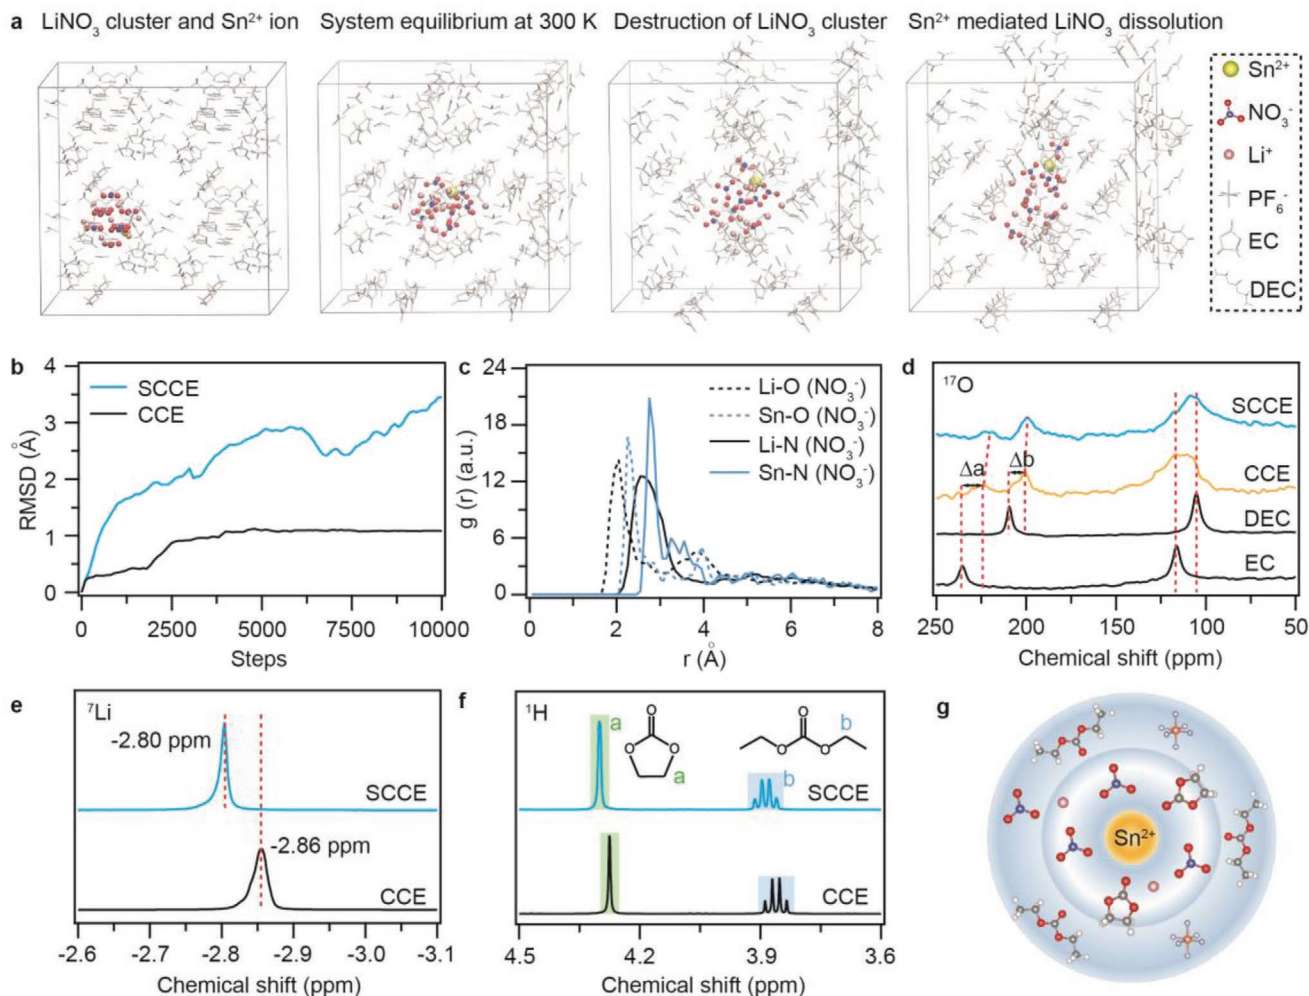 a LiNO₃ cluster and Sn²⁺ ion System equilibrium at 300 K Destruction of LiNO₃ cluster Sn²⁺ mediated LiNO₃ dissolution
Sn²⁺
NO₃⁻
Li⁺
PF₆⁻
EC
DEC
b
4
3
2
1
0
RMSD (Å)
SCCE
CCE
0 2500 5000 7500 10000
Steps
c
24
18
12
6
0
g (r) (a.u.)
Li-O (NO₃⁻)
Sn-O (NO₃⁻)
Li-N (NO₃⁻)
Sn-N (NO₃⁻)
0 2 4 6 8
r (Å)
d
¹⁷O
SCCE
Δa Δb
CCE
DEC
EC
250 200 150 100 50
Chemical shift (ppm)
e
⁷Li
-2.80 ppm
SCCE
-2.86 ppm
CCE
-2.6 -2.7 -2.8 -2.9 -3.0 -3.1
Chemical shift (ppm)
f
¹H
a
O
O O
a
O
b
O O
b
SCCE
CCE
4.5 4.2 3.9 3.6
Chemical shift (ppm)
g
Sn²⁺